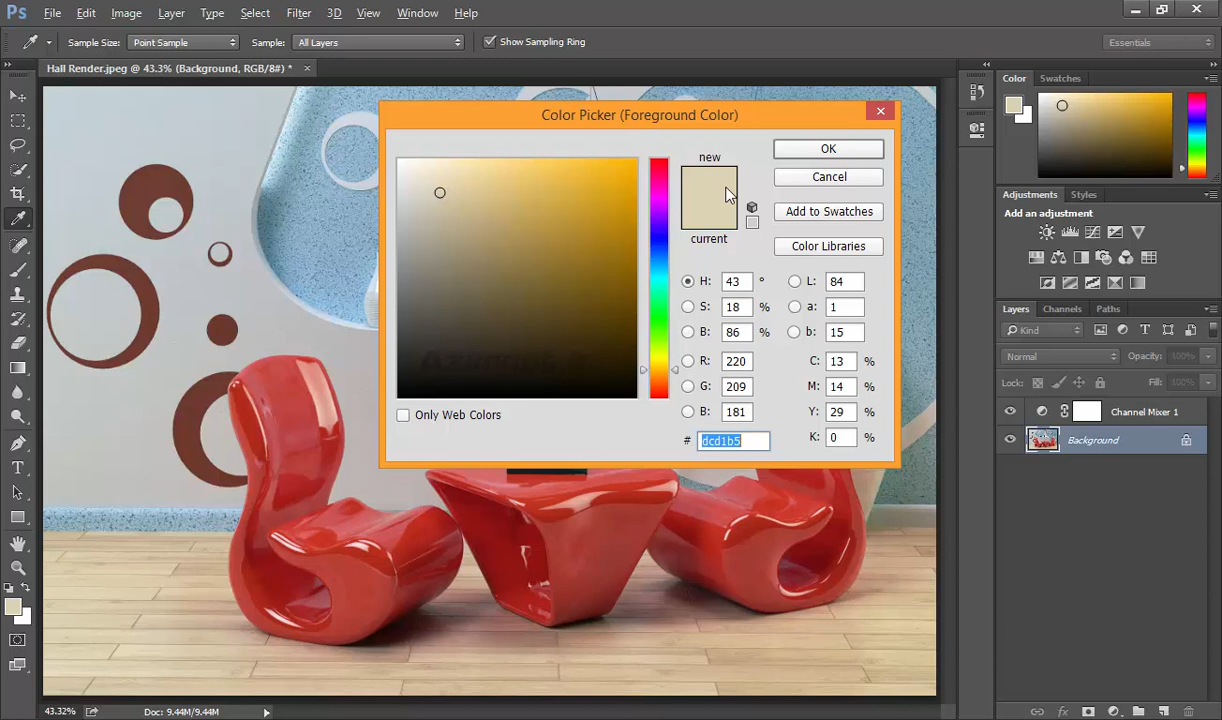 Ps File Edit Image Layer Type Select Filter 3D View Window Help
Sample Size: Point Sample Sample: All Layers Show Sampling Ring Essentials
Hall Render.jpeg @ 43.3% (Background, RGB/8#) * ×
Color Picker (Foreground Color)
new
current
OK
Cancel
Add to Swatches
Color Libraries
H: 43 ° L: 84
S: 18 % a: 1
B: 86 % b: 15
R: 220 C: 13 %
G: 209 M: 14 %
B: 181 Y: 29 %
# dcd1b5 K: 0 %
Only Web Colors
Color Swatches
Adjustments Styles
Add an adjustment
Layers Channels Paths
Kind
Normal Opacity: 100%
Lock: Fill: 100%
Channel Mixer 1
Background
43.32% Doc: 9.44M/9.44M